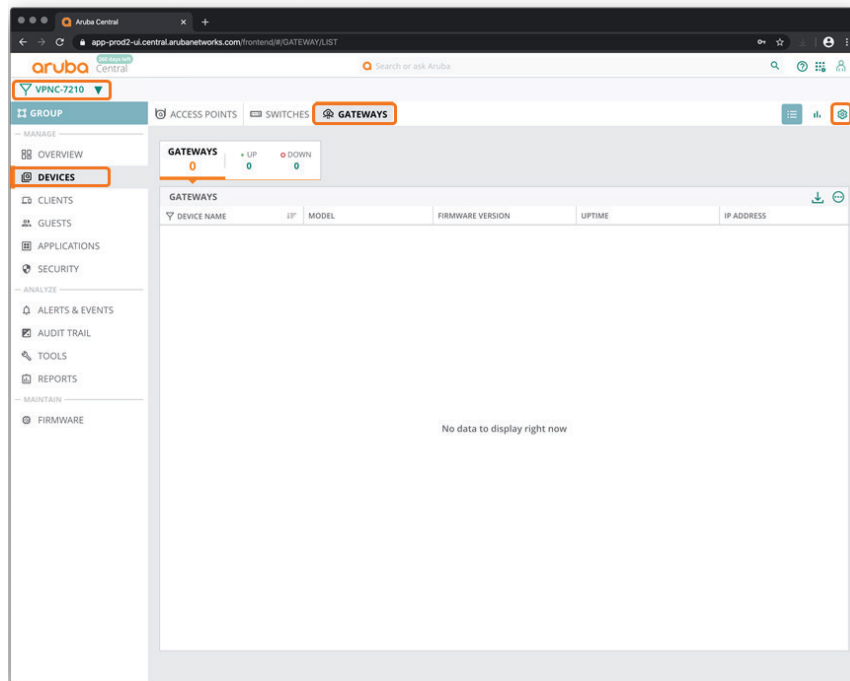 Aruba Central
app-prod2-ui.central.arubanetworks.com/frontend/#/GATEWAY/LIST
aruba Central
Search or ask Aruba
VPNC-7210
GROUP
ACCESS POINTS
SWITCHES
GATEWAYS
MANAGE
OVERVIEW
DEVICES
CLIENTS
GUESTS
APPLICATIONS
SECURITY
ANALYZE
ALERTS & EVENTS
AUDIT TRAIL
TOOLS
REPORTS
MAINTAIN
FIRMWARE
GATEWAYS
0
UP
0
DOWN
0
GATEWAYS
DEVICE NAME
MODEL
FIRMWARE VERSION
UPTIME
IP ADDRESS
No data to display right now